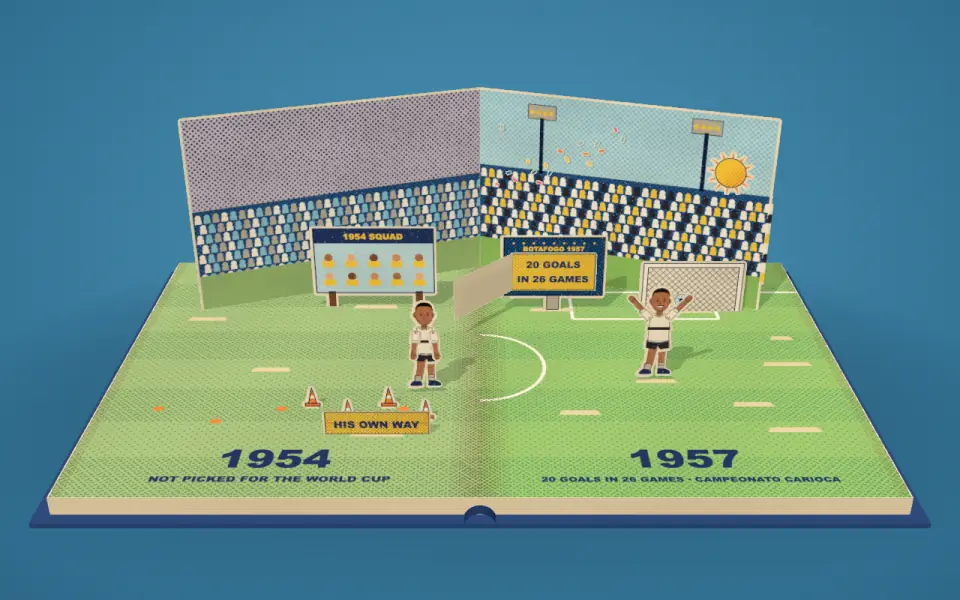 1954 SQUAD
BOTAFOGO 1957
20 GOALS
IN 26 GAMES
HIS OWN WAY
1954
NOT PICKED FOR THE WORLD CUP
1957
20 GOALS IN 26 GAMES · CAMPEONATO CARIOCA